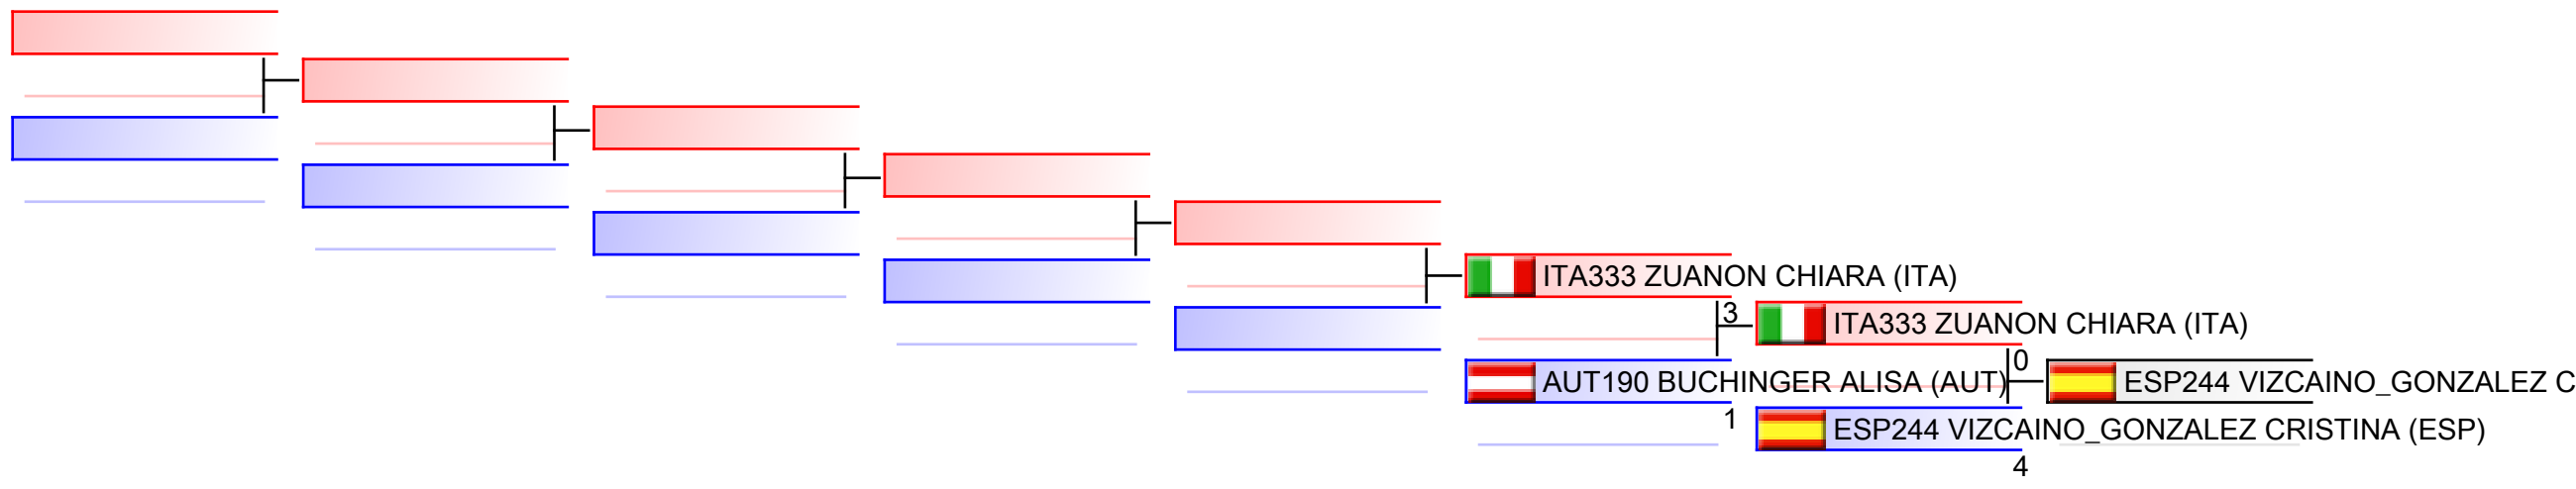 ITA333 ZUANON CHIARA (ITA)
3
ITA333 ZUANON CHIARA (ITA)
0
AUT190 BUCHINGER ALISA (AUT)
ESP244 VIZCAINO_GONZALEZ C
1
ESP244 VIZCAINO_GONZALEZ CRISTINA (ESP)
4